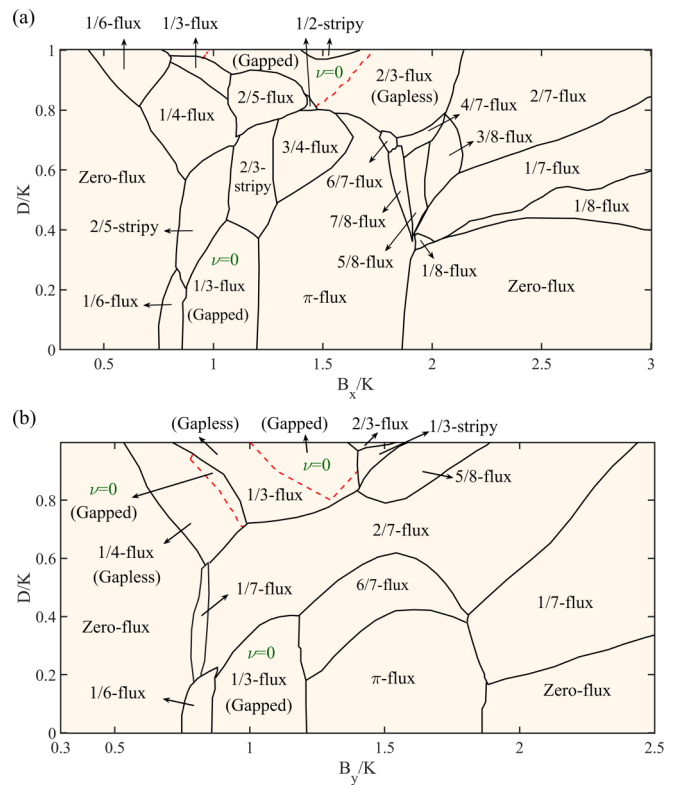 (a)
1/6-flux 1/3-flux 1/2-stripy
(Gapped)
ν=0
2/3-flux
(Gapless)
2/5-flux
1/4-flux
4/7-flux
2/7-flux
3/8-flux
3/4-flux
2/3-
stripy
Zero-flux
6/7-flux
1/7-flux
1/8-flux
2/5-stripy
7/8-flux
5/8-flux
1/8-flux
ν=0
1/3-flux
(Gapped)
1/6-flux
π-flux
Zero-flux
D/K
1
0.8
0.6
0.4
0.2
0
0.5 1 1.5 2 2.5 3
Bx/K
(b)
(Gapless) (Gapped) 2/3-flux
1/3-stripy
ν=0
5/8-flux
ν=0
(Gapped)
1/3-flux
1/4-flux
(Gapless)
2/7-flux
1/7-flux
6/7-flux
1/7-flux
Zero-flux
ν=0
1/3-flux
(Gapped)
1/6-flux
π-flux
Zero-flux
D/K
0.8
0.6
0.4
0.2
0
0.3 0.5 1 1.5 2 2.5
By/K